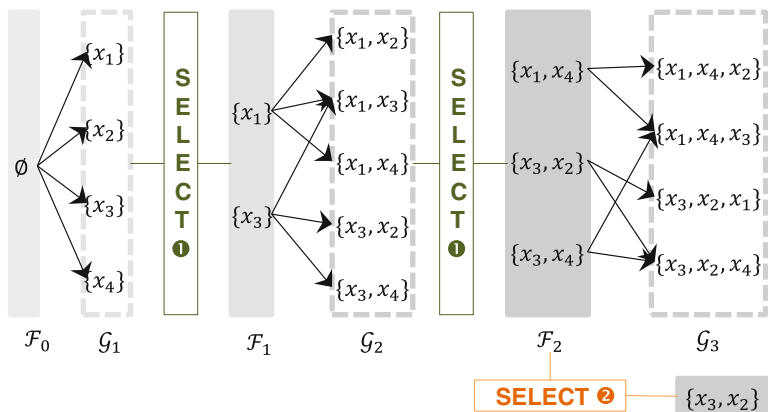 ∅
{x₁}
{x₂}
{x₃}
{x₄}
SELECT ❶
{x₁}
{x₃}
{x₁, x₂}
{x₁, x₃}
{x₁, x₄}
{x₃, x₂}
{x₃, x₄}
SELECT ❶
{x₁, x₄}
{x₃, x₂}
{x₃, x₄}
{x₁, x₄, x₂}
{x₁, x₄, x₃}
{x₃, x₂, x₁}
{x₃, x₂, x₄}
ℱ₀ 𝒢₁ ℱ₁ 𝒢₂ ℱ₂ 𝒢₃
SELECT ❷
{x₃, x₂}